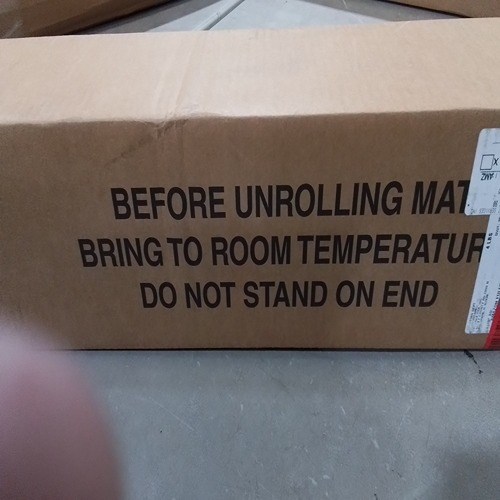 BEFORE UNROLLING MAT
BRING TO ROOM TEMPERATUR
DO NOT STAND ON END